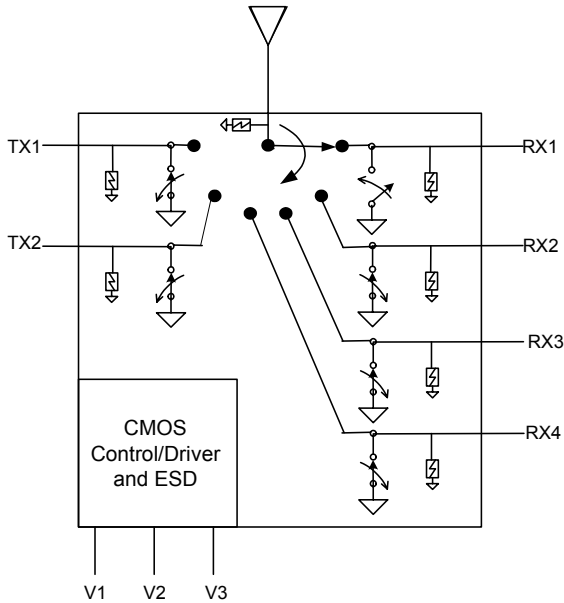 TX1
RX1
TX2
RX2
RX3
RX4
CMOS
Control/Driver
and ESD
V1 V2 V3